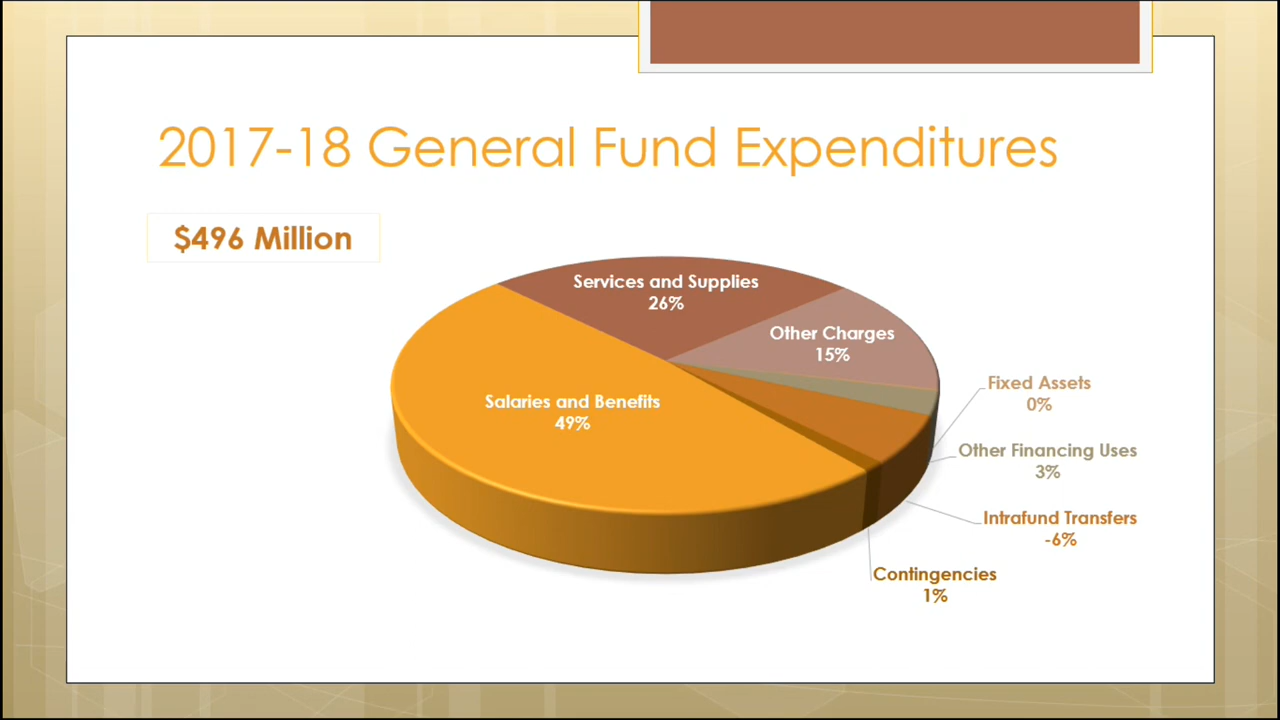 2017-18 General Fund Expenditures
$496 Million
Services and Supplies
26%
Other Charges
15%
Fixed Assets
0%
Salaries and Benefits
49%
Other Financing Uses
3%
Intrafund Transfers
-6%
Contingencies
1%